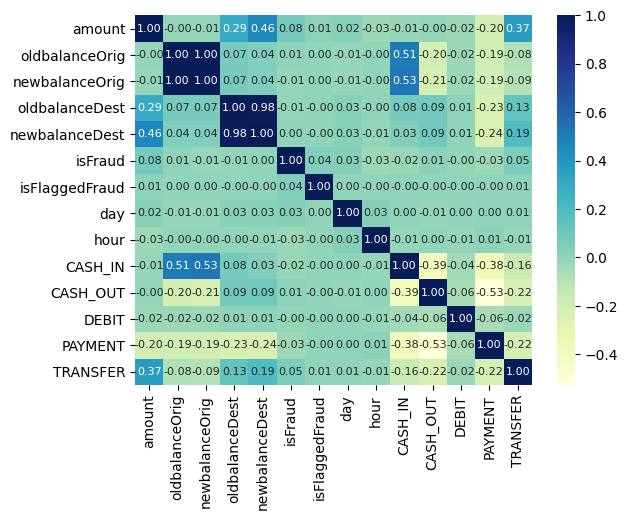 amount 1.00 -0.00 -0.01 0.29 0.46 0.08 0.01 0.02 -0.03 -0.01 -0.00 -0.02 -0.20 0.37
oldbalanceOrig -0.00 1.00 1.00 0.07 0.04 0.01 0.00 -0.01 -0.00 0.51 -0.20 -0.02 -0.19 -0.08
newbalanceOrig -0.01 1.00 1.00 0.07 0.04 -0.01 0.00 -0.01 0.00 0.53 -0.21 -0.02 -0.19 -0.09
oldbalanceDest 0.29 0.07 0.07 1.00 0.98 -0.01 -0.00 0.03 -0.00 0.08 0.09 0.01 -0.23 0.13
newbalanceDest 0.46 0.04 0.04 0.98 1.00 0.00 -0.00 0.03 -0.01 0.03 0.09 0.01 -0.24 0.19
isFraud 0.08 0.01 -0.01 -0.01 0.00 1.00 0.04 0.03 -0.03 -0.02 0.01 -0.00 -0.03 0.05
isFlaggedFraud 0.01 0.00 0.00 -0.00 -0.00 0.04 1.00 0.00 -0.00 -0.00 -0.00 -0.00 -0.00 0.01
day 0.02 -0.01 -0.01 0.03 0.03 0.03 0.00 1.00 0.03 0.00 -0.01 0.00 0.00 0.01
hour -0.03 -0.00 0.00 -0.00 -0.01 -0.03 -0.00 0.03 1.00 -0.01 0.00 -0.00 0.01 -0.01
CASH_IN -0.01 0.51 0.53 0.08 0.03 -0.02 -0.00 0.00 -0.01 1.00 -0.39 -0.04 -0.38 -0.16
CASH_OUT -0.00 -0.20 -0.21 0.09 0.09 0.01 -0.00 -0.01 0.00 -0.39 1.00 -0.06 -0.53 -0.22
DEBIT -0.02 -0.02 -0.02 0.01 0.01 -0.00 -0.00 0.00 -0.00 -0.04 -0.06 1.00 -0.06 -0.02
PAYMENT -0.20 -0.19 -0.19 -0.23 -0.24 -0.03 -0.00 0.00 0.01 -0.38 -0.53 -0.06 1.00 -0.22
TRANSFER 0.37 -0.08 -0.09 0.13 0.19 0.05 0.01 0.01 -0.01 -0.16 -0.22 -0.02 -0.22 1.00
amount oldbalanceOrig newbalanceOrig oldbalanceDest newbalanceDest isFraud isFlaggedFraud day hour CASH_IN CASH_OUT DEBIT PAYMENT TRANSFER
1.0
0.8
0.6
0.4
0.2
0.0
−0.2
−0.4